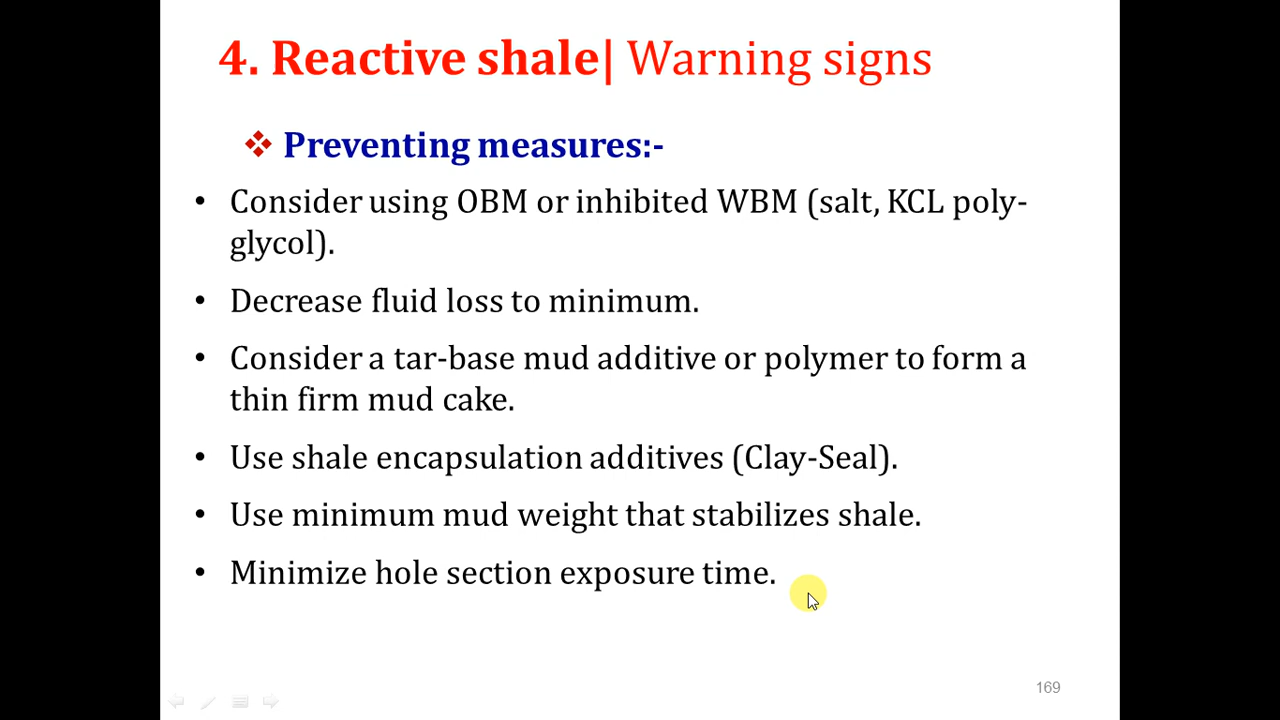 4. Reactive shale| Warning signs
❖ Preventing measures:-
• Consider using OBM or inhibited WBM (salt, KCL poly-
glycol).
• Decrease fluid loss to minimum.
• Consider a tar-base mud additive or polymer to form a
thin firm mud cake.
• Use shale encapsulation additives (Clay-Seal).
• Use minimum mud weight that stabilizes shale.
• Minimize hole section exposure time.
169